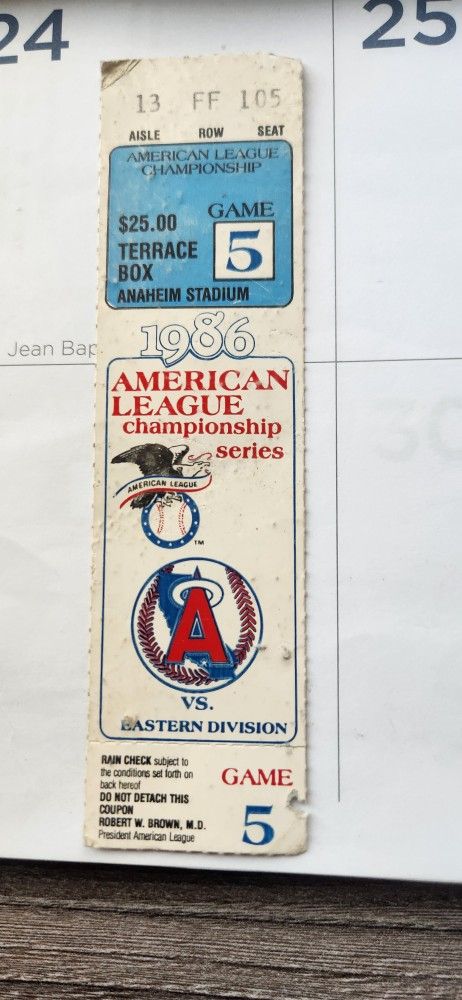 24
25
13 FF 105
AISLE ROW SEAT
AMERICAN LEAGUE
CHAMPIONSHIP
$25.00
TERRACE
BOX
GAME
5
ANAHEIM STADIUM
1986
Jean Bap
AMERICAN
LEAGUE
championship
series
AMERICAN LEAGUE
TM
A
VS.
EASTERN DIVISION
30
RAIN CHECK subject to
the conditions set forth on
back hereof
DO NOT DETACH THIS
COUPON
ROBERT W. BROWN, M.D.
President American League
GAME
5